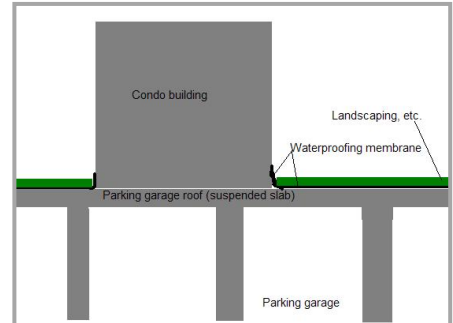 Condo building
Landscaping, etc.
Waterproofing membrane
Parking garage roof (suspended slab)
Parking garage